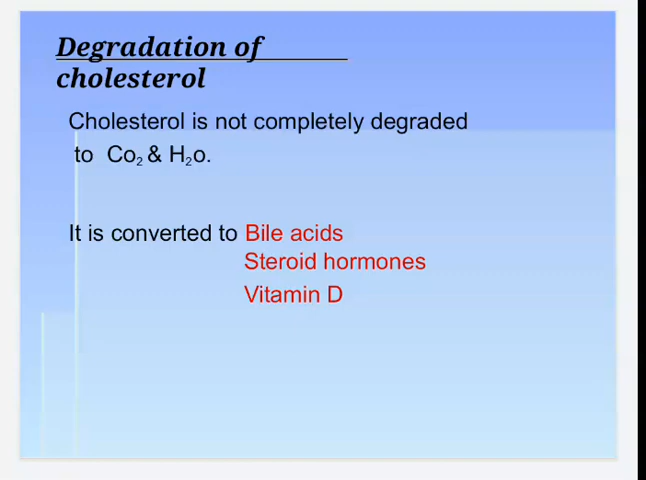 Degradation of
cholesterol
Cholesterol is not completely degraded
to Co₂ & H₂o.
It is converted to Bile acids
Steroid hormones
Vitamin D